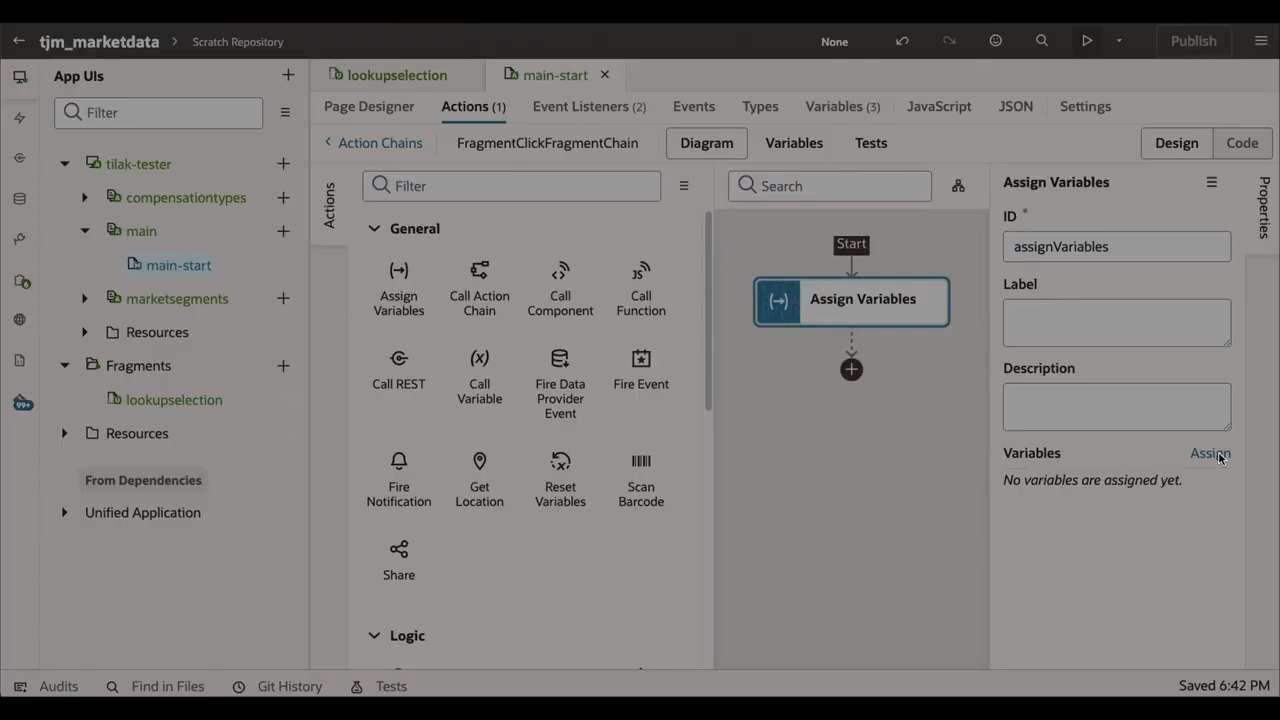 tjm_marketdata
Scratch Repository
None
Publish
App UIs
Filter
tilak-tester
compensationtypes
main
main-start
marketsegments
Resources
Fragments
lookupselection
Resources
From Dependencies
Unified Application
99+
lookupselection
main-start
Page Designer
Actions (1)
Event Listeners (2)
Events
Types
Variables (3)
JavaScript
JSON
Settings
Action Chains
FragmentClickFragmentChain
Diagram
Variables
Tests
Design
Code
Actions
Filter
General
Assign Variables
Call Action Chain
Call Component
JS
Call Function
Call REST
(x)
Call Variable
Fire Data Provider Event
Fire Event
Fire Notification
Get Location
Reset Variables
Scan Barcode
Share
Logic
Search
Start
Assign Variables
Assign Variables
Properties
ID *
assignVariables
Label
Description
Variables
Assign
No variables are assigned yet.
Audits
Find in Files
Git History
Tests
Saved 6:42 PM